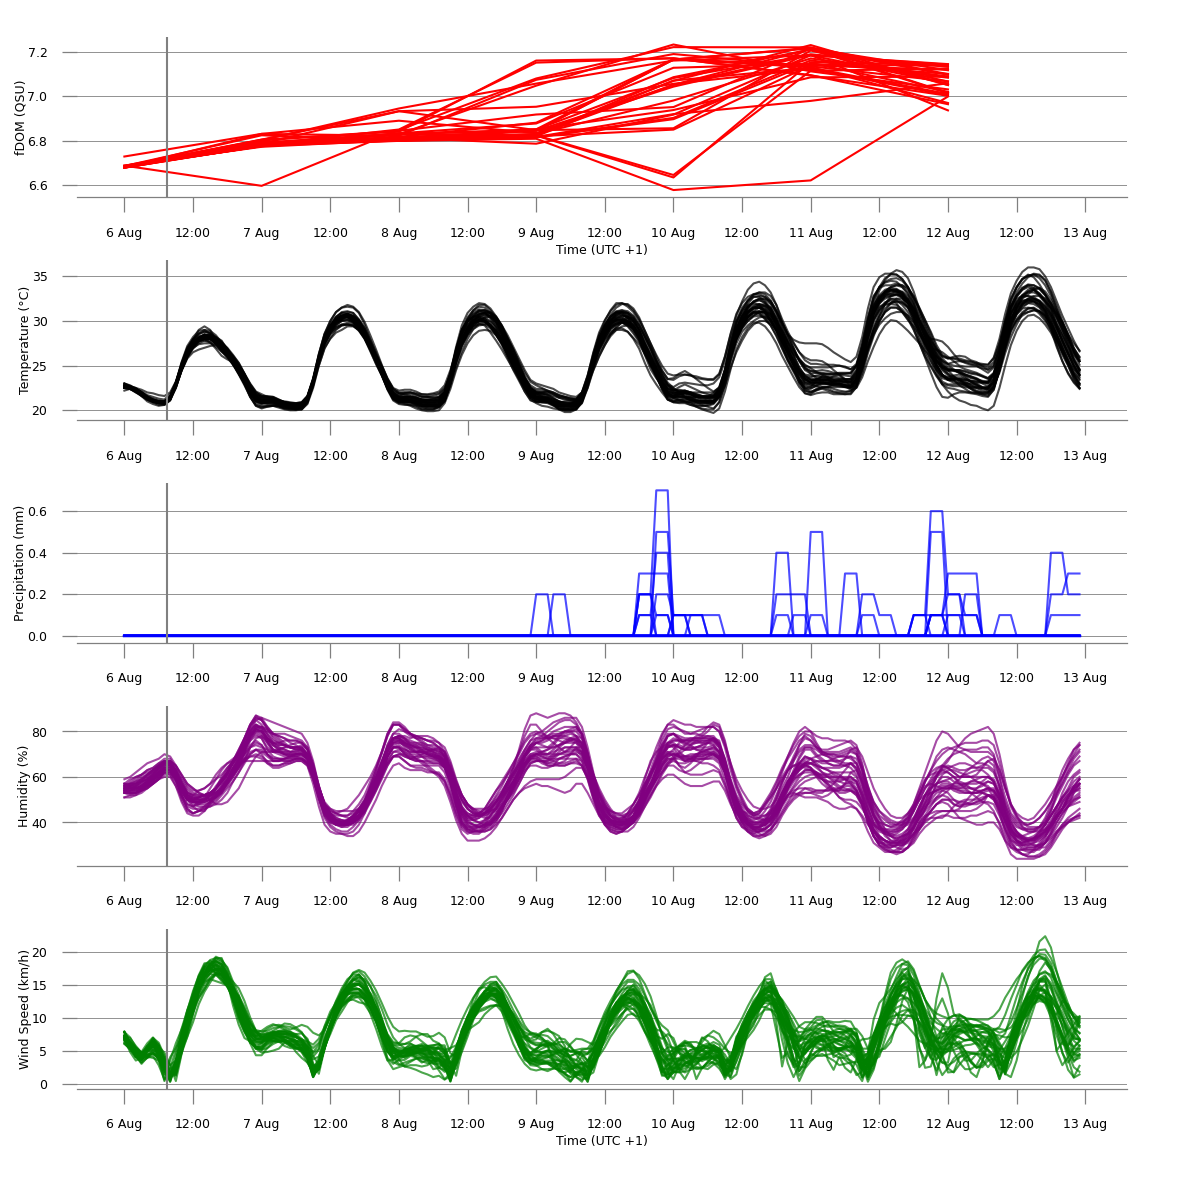 fDOM (QSU)
7.2
7.0
6.8
6.6
6 Aug 12:00 7 Aug 12:00 8 Aug 12:00 9 Aug 12:00 10 Aug 12:00 11 Aug 12:00 12 Aug 12:00 13 Aug
Time (UTC +1)
Temperature (°C)
35
30
25
20
6 Aug 12:00 7 Aug 12:00 8 Aug 12:00 9 Aug 12:00 10 Aug 12:00 11 Aug 12:00 12 Aug 12:00 13 Aug
Precipitation (mm)
0.6
0.4
0.2
0.0
6 Aug 12:00 7 Aug 12:00 8 Aug 12:00 9 Aug 12:00 10 Aug 12:00 11 Aug 12:00 12 Aug 12:00 13 Aug
Humidity (%)
80
60
40
6 Aug 12:00 7 Aug 12:00 8 Aug 12:00 9 Aug 12:00 10 Aug 12:00 11 Aug 12:00 12 Aug 12:00 13 Aug
Wind Speed (km/h)
20
15
10
5
0
6 Aug 12:00 7 Aug 12:00 8 Aug 12:00 9 Aug 12:00 10 Aug 12:00 11 Aug 12:00 12 Aug 12:00 13 Aug
Time (UTC +1)